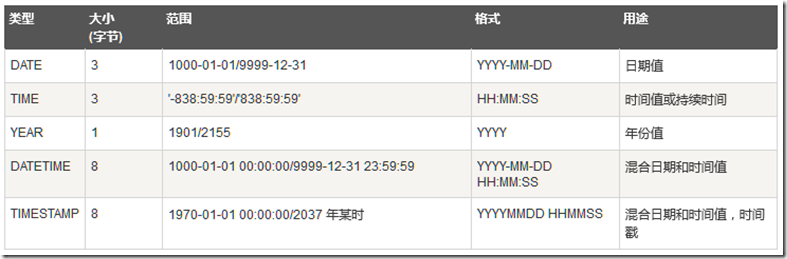 类型 大小 范围 格式 用途
(字节)
DATE 3 1000-01-01/9999-12-31 YYYY-MM-DD 日期值
TIME 3 '-838:59:59'/'838:59:59' HH:MM:SS 时间值或持续时间
YEAR 1 1901/2155 YYYY 年份值
DATETIME 8 1000-01-01 00:00:00/9999-12-31 23:59:59 YYYY-MM-DD 混合日期和时间值
HH:MM:SS
TIMESTAMP 8 1970-01-01 00:00:00/2037 年某时 YYYYMMDD HHMMSS 混合日期和时间值，时间
戳